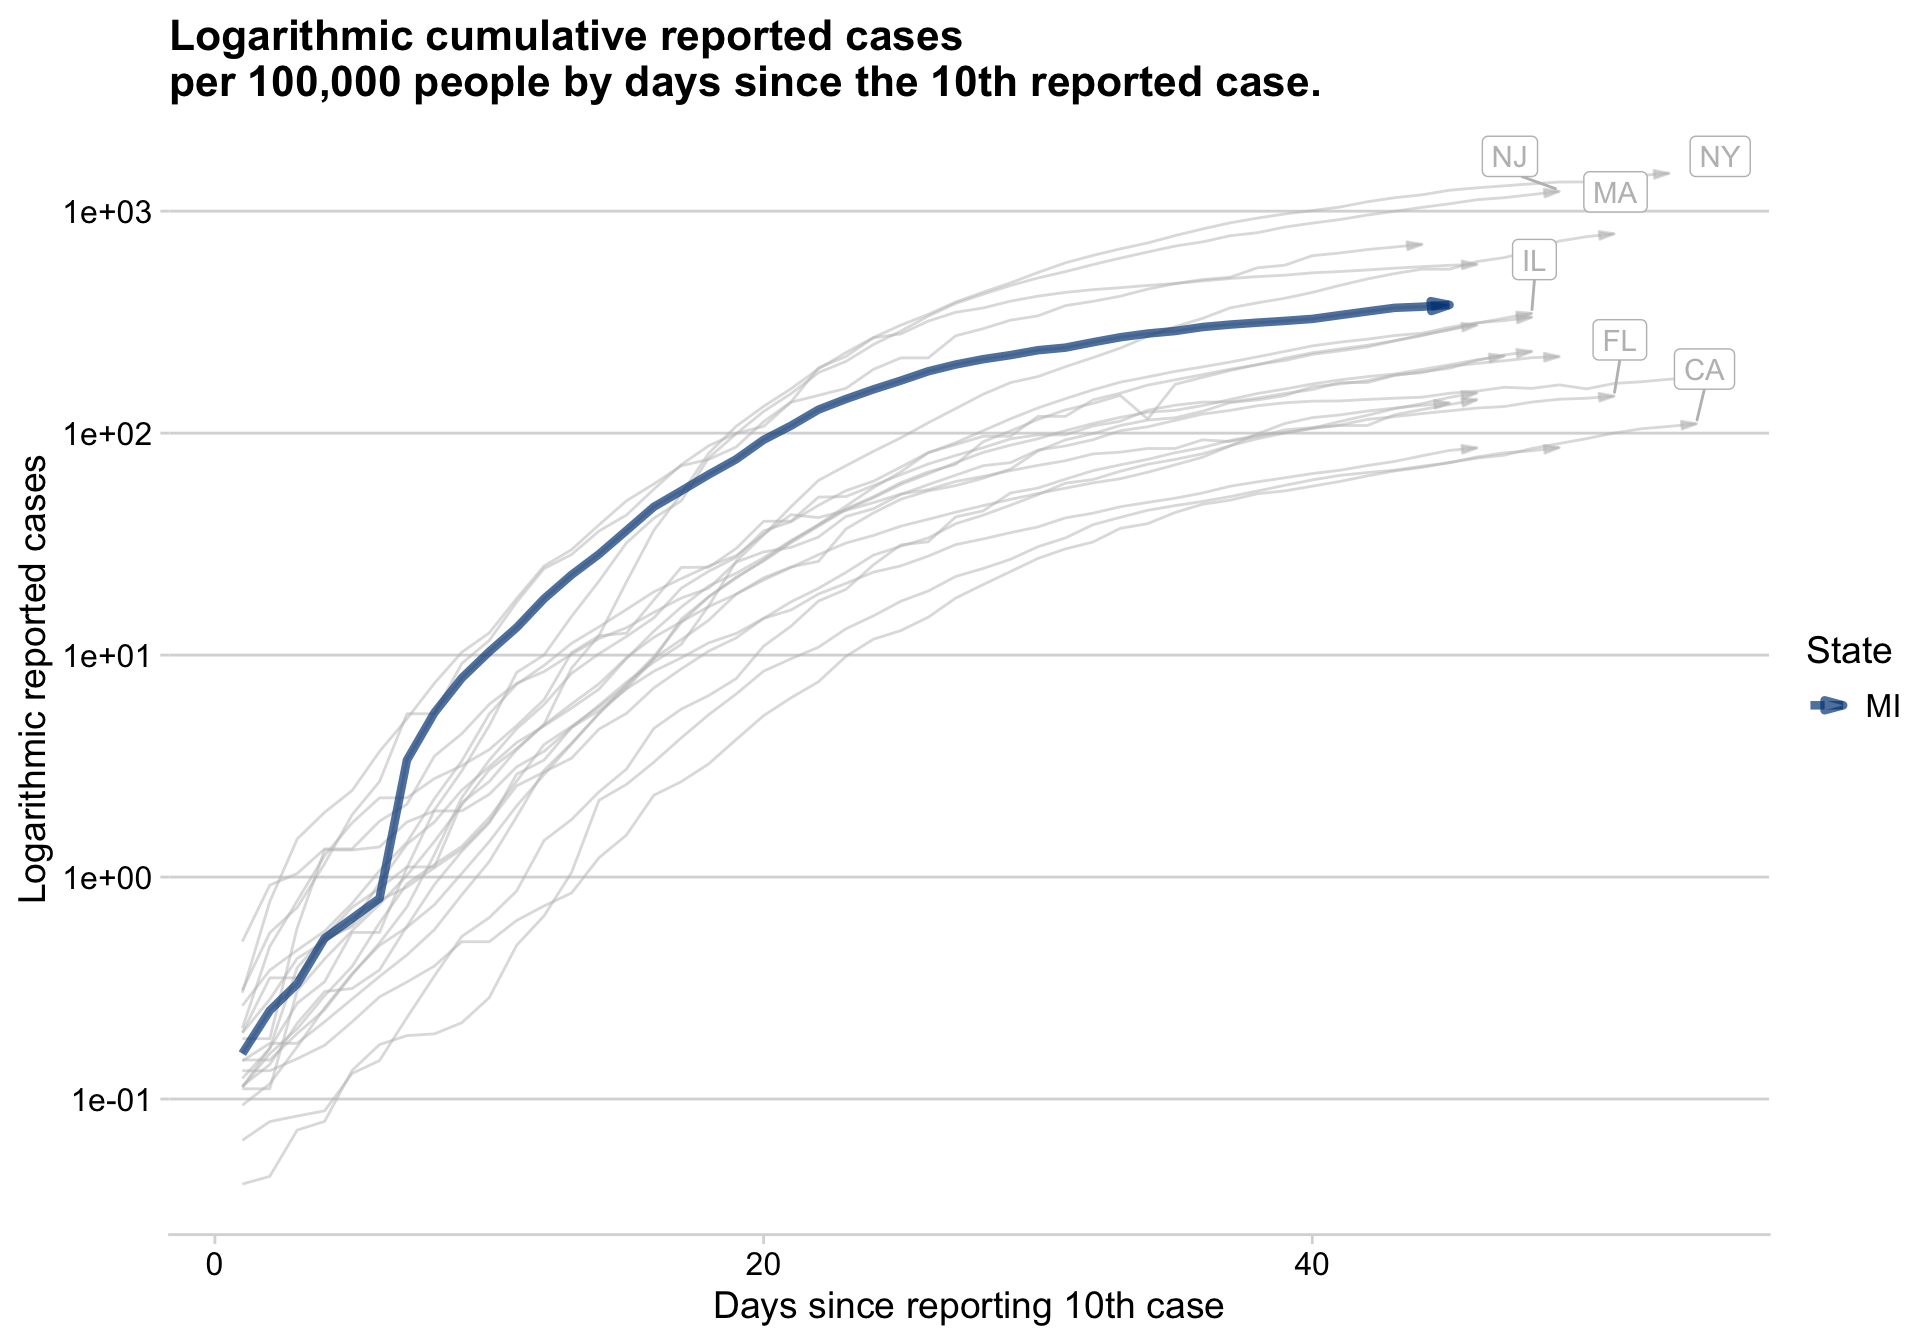 Logarithmic cumulative reported cases
per 100,000 people by days since the 10th reported case.
NJ
NY
MA
1e+03
IL
FL
CA
1e+02
Logarithmic reported cases
1e+01
State
MI
1e+00
1e-01
0
20
40
Days since reporting 10th case